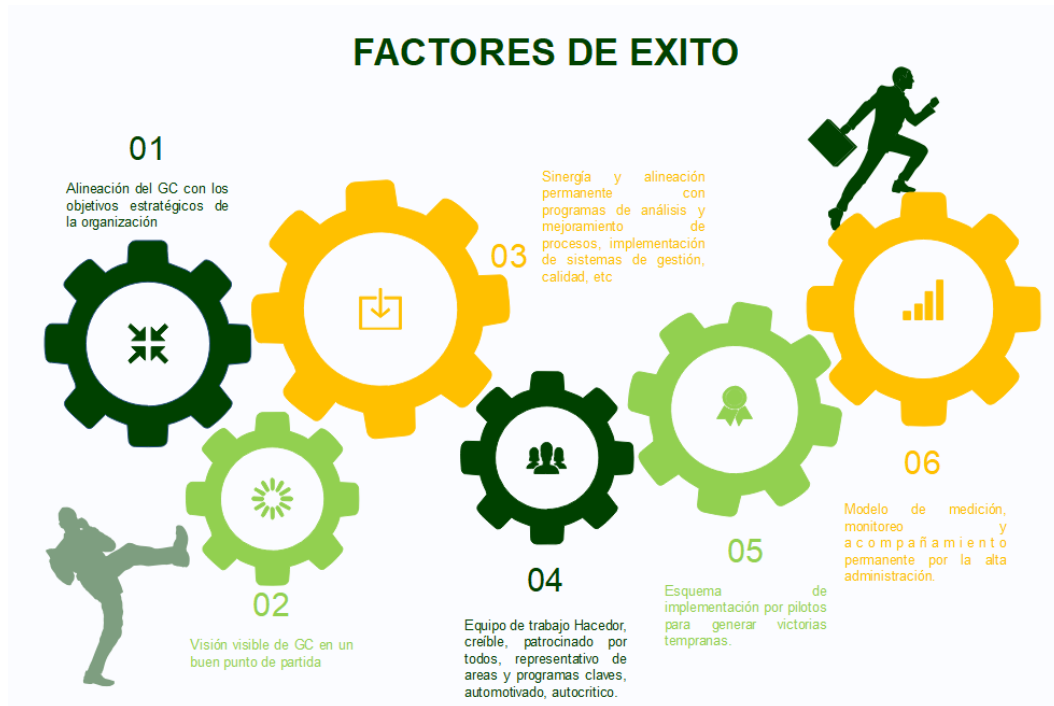 FACTORES DE EXITO
01
Alineación del GC con los
objetivos estratégicos de
la organización
02
Visión visible de GC en un
buen punto de partida
03
Sinergía y alineación
permanente con
programas de análisis y
mejoramiento de
procesos, implementación
de sistemas de gestión,
calidad, etc
04
Equipo de trabajo Hacedor,
creíble, patrocinado por
todos, representativo de
areas y programas claves,
automotivado, autocritico.
05
Esquema de
implementación por pilotos
para generar victorias
tempranas.
06
Modelo de medición,
monitoreo y
acompañamiento
permanente por la alta
administración.